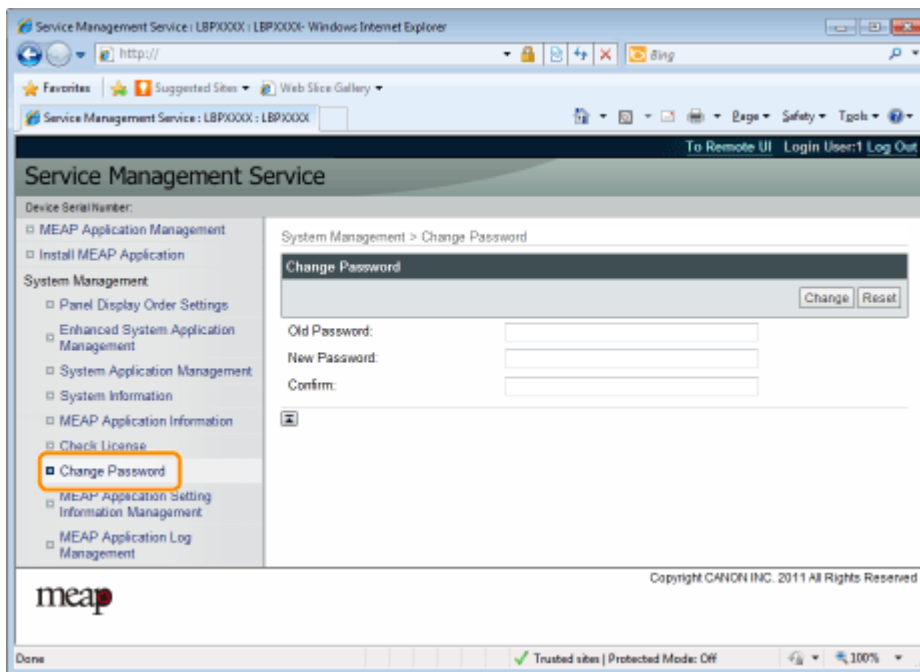 Service Management Service : LBPXXXX : LBPXXXX- Windows Internet Explorer
http://
Bing
Favorites Suggested Sites Web Slice Gallery
Service Management Service : LBPXXXX : LBPXXXX
Page Safety Tools
To Remote UI Login User:1 Log Out
Service Management Service
Device Serial Number:
MEAP Application Management
Install MEAP Application
System Management
Panel Display Order Settings
Enhanced System Application
Management
System Application Management
System Information
MEAP Application Information
Check License
Change Password
MEAP Application Setting
Information Management
MEAP Application Log
Management
System Management > Change Password
Change Password
Change Reset
Old Password:
New Password:
Confirm:
Copyright CANON INC. 2011 All Rights Reserved
meap
Done
Trusted sites | Protected Mode: Off
100%